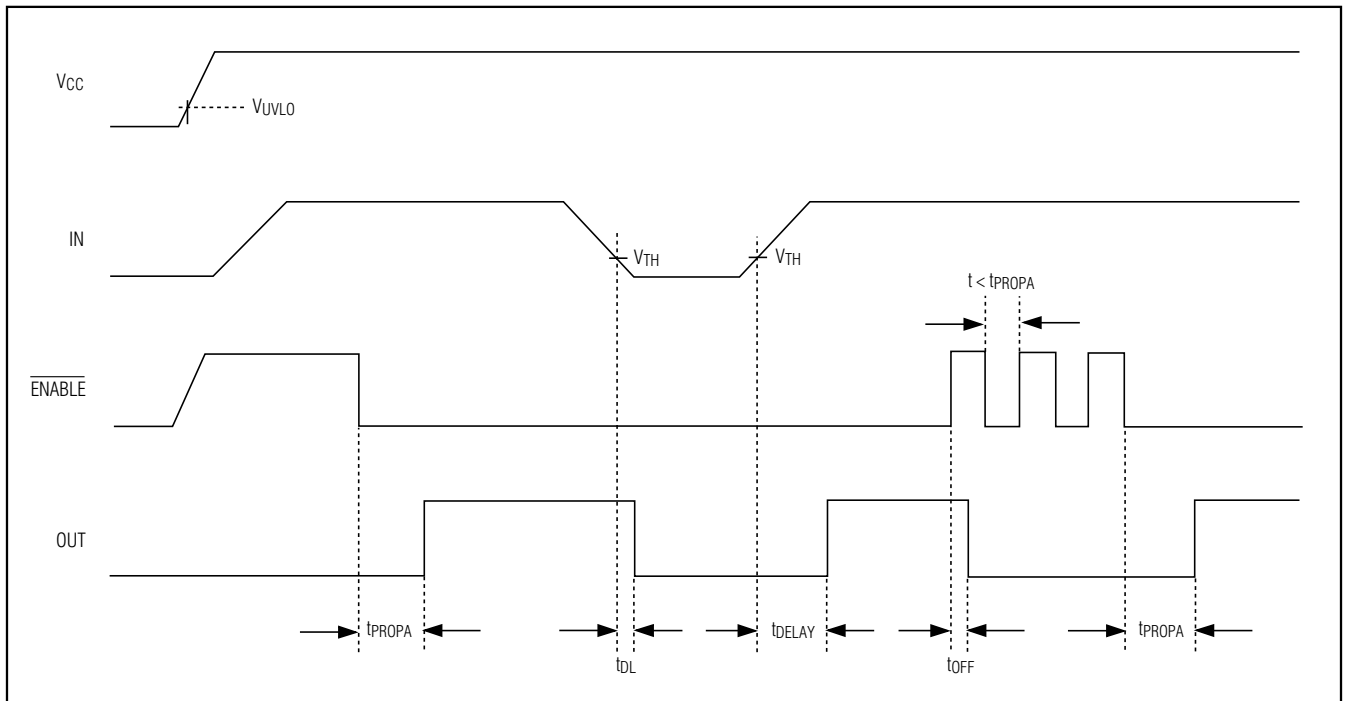 VCC
VUVLO
IN
VTH
VTH
t < tPROPA
ENABLE
OUT
tPROPA
tDL
tDELAY
tOFF
tPROPA